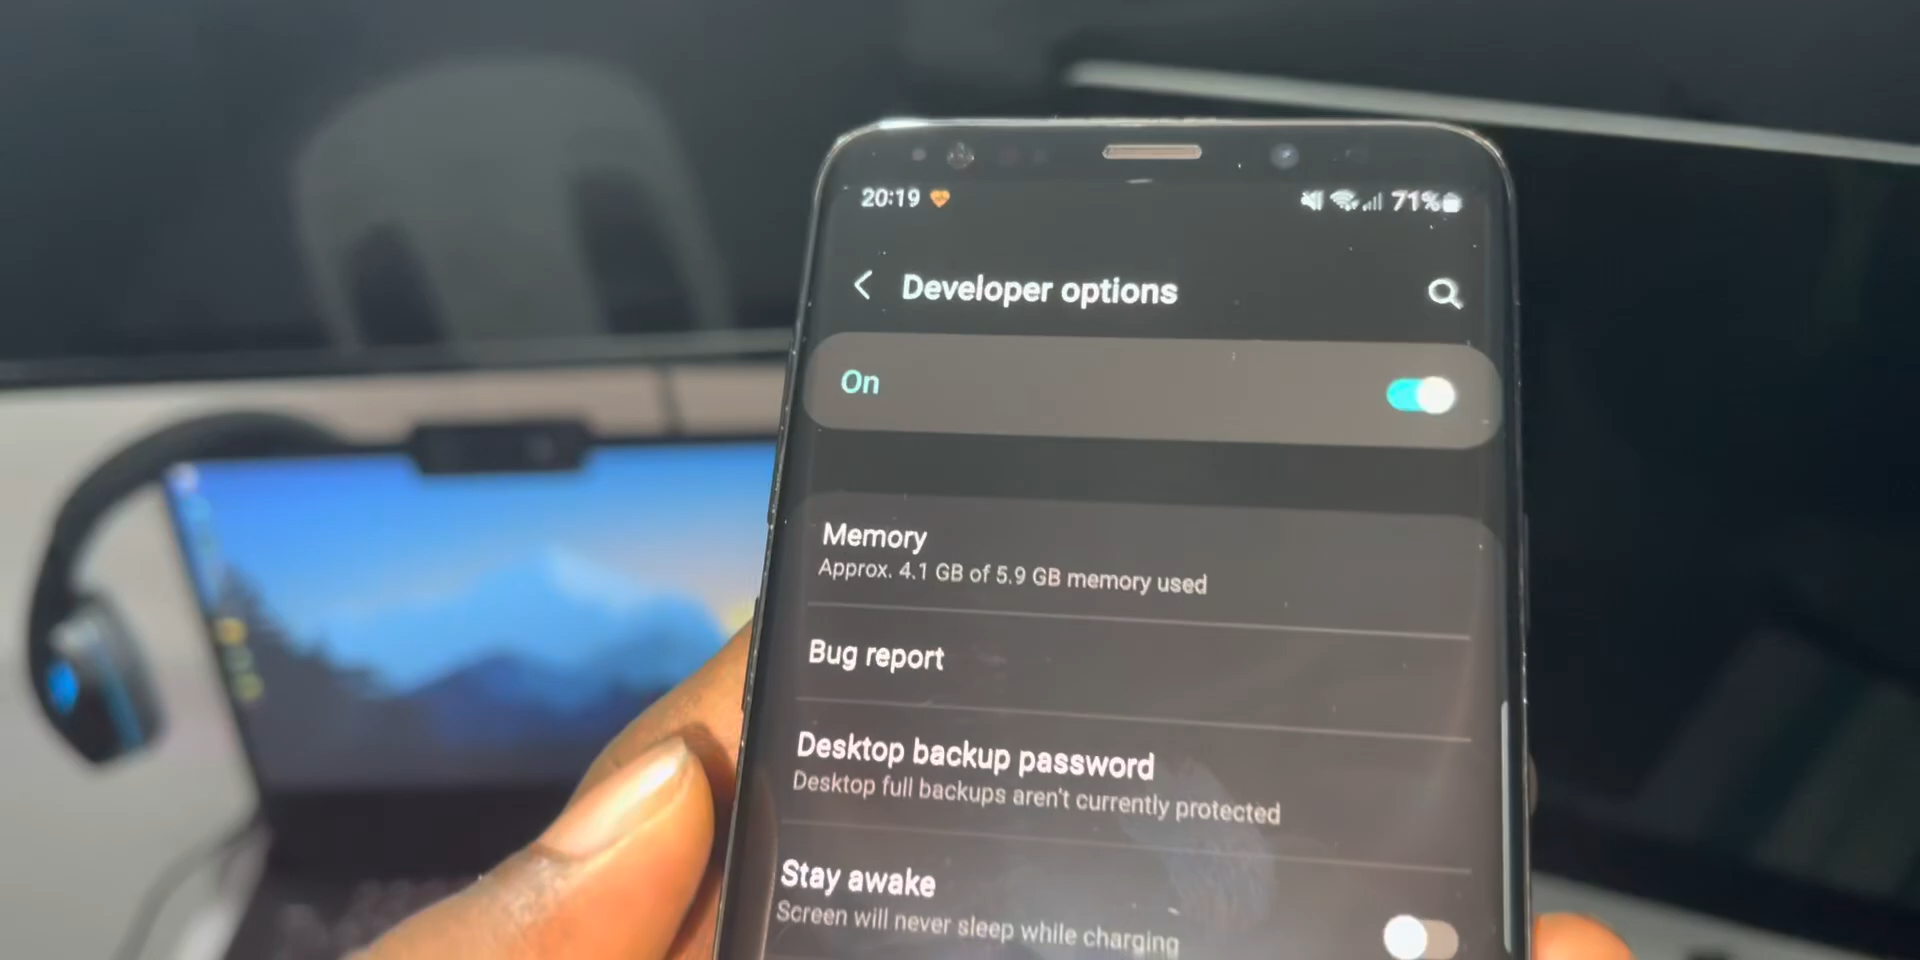 20:19 71%
Developer options
On
Memory
Approx. 4.1 GB of 5.9 GB memory used
Bug report
Desktop backup password
Desktop full backups aren't currently protected
Stay awake
Screen will never sleep while charging